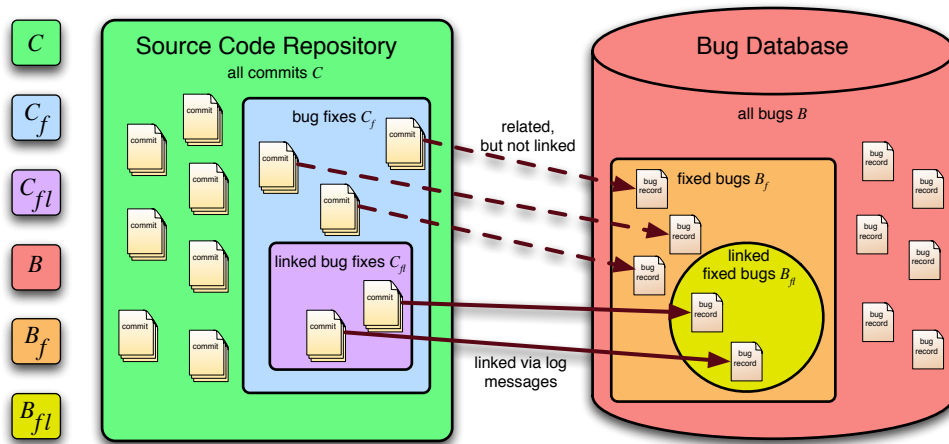 C
C_f
C_fl
B
B_f
B_fl
Source Code Repository
all commits C
commit
commit
commit
commit
commit
commit
commit
bug fixes C_f
commit
commit
commit
linked bug fixes C_fl
commit
commit
related,
but not linked
linked via log
messages
Bug Database
all bugs B
fixed bugs B_f
bug
record
bug
record
bug
record
linked
fixed bugs B_fl
bug
record
bug
record
bug
record
bug
record
bug
record
bug
record
bug
record
bug
record